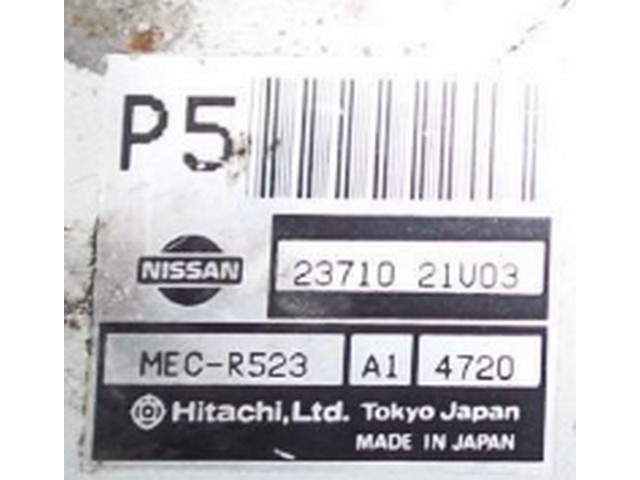 P5
NISSAN 23710 21V03
MEC-R523 A1 4720
Hitachi, Ltd. Tokyo Japan
MADE IN JAPAN